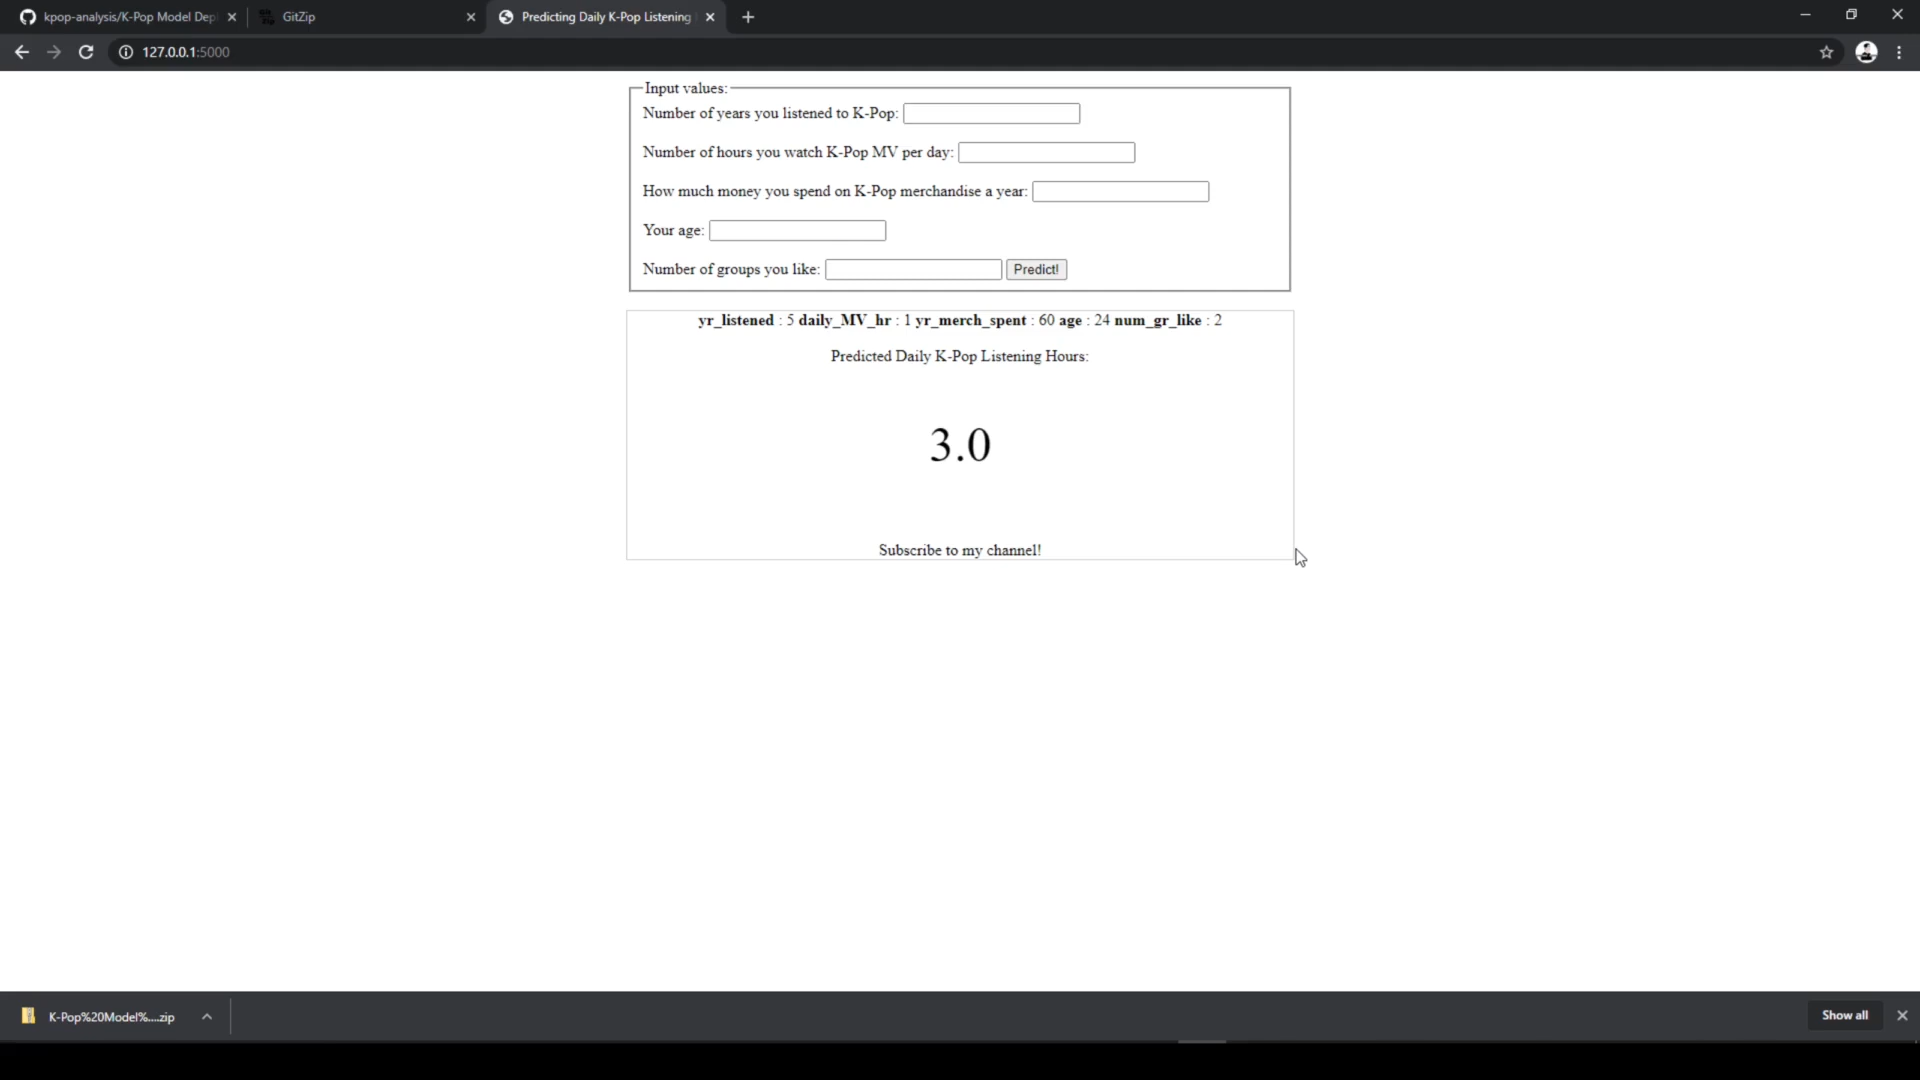 kpop-analysis/K-Pop Model Dep
GitZip
Predicting Daily K-Pop Listening
127.0.0.1:5000
Input values:
Number of years you listened to K-Pop:
Number of hours you watch K-Pop MV per day:
How much money you spend on K-Pop merchandise a year:
Your age:
Number of groups you like: Predict!
yr_listened : 5 daily_MV_hr : 1 yr_merch_spent : 60 age : 24 num_gr_like : 2
Predicted Daily K-Pop Listening Hours:
3.0
Subscribe to my channel!
K-Pop%20Model%....zip
Show all